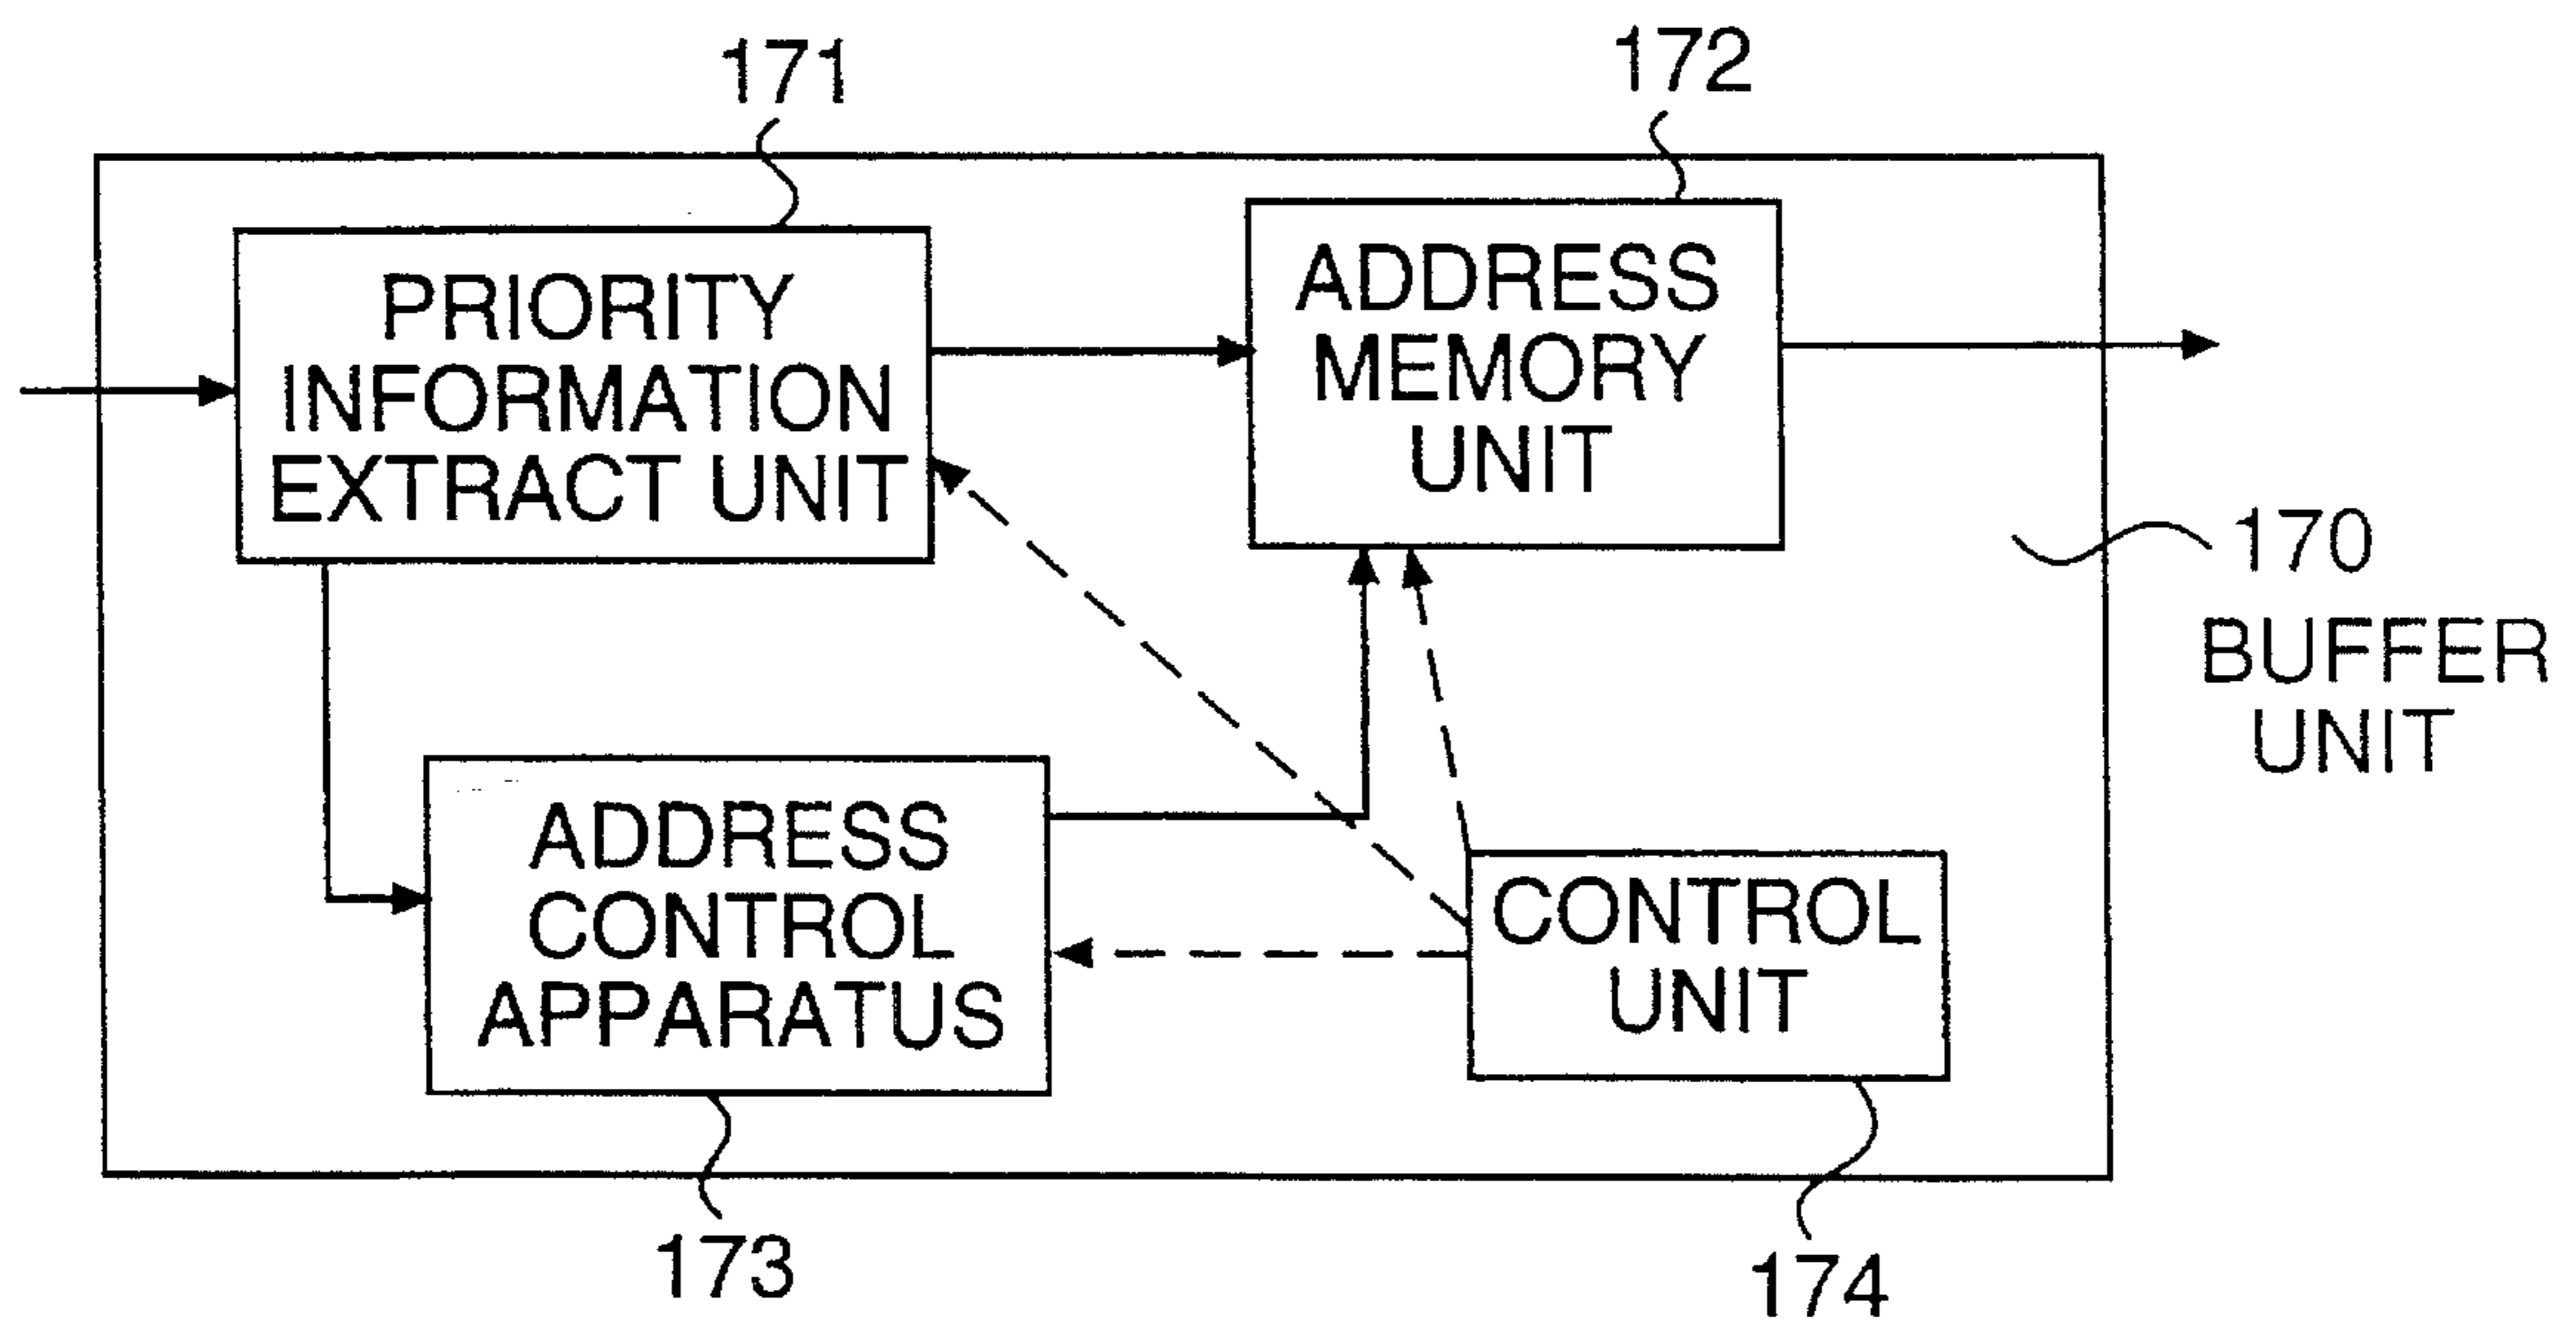 171
172
PRIORITY
INFORMATION
EXTRACT UNIT
ADDRESS
MEMORY
UNIT
170
BUFFER
UNIT
ADDRESS
CONTROL
APPARATUS
CONTROL
UNIT
173
174